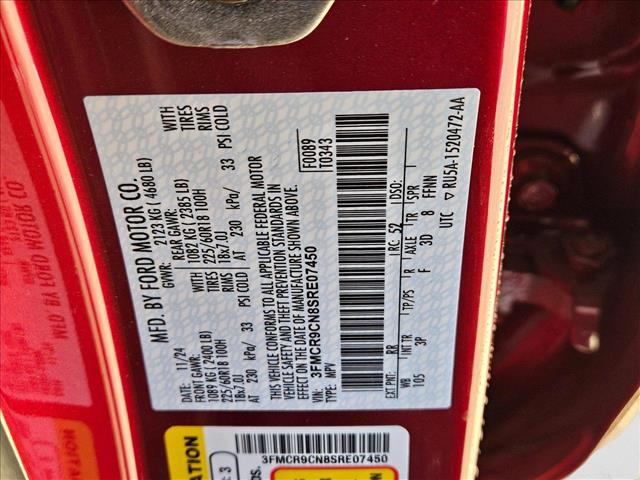 MFD. BY FORD MOTOR CO.
DATE: 11/24 GVWR: 2123 KG ( 4680 LB)
FRONT GAWR: REAR GAWR:
1089 KG ( 2400 LB) 1082 KG ( 2385 LB) WITH
225/60R18 100H 225/60R18 100H TIRES
18x7.0J 18x7.0J RIMS
AT 230 kPa/ 33 PSI COLD AT 230 kPa/ 33 PSI COLD
WITH
TIRES
RIMS
THIS VEHICLE CONFORMS TO ALL APPLICABLE FEDERAL MOTOR
VEHICLE SAFETY AND THEFT PREVENTION STANDARDS IN
EFFECT ON THE DATE OF MANUFACTURE SHOWN ABOVE.
VIN: 3FMCR9CN8SRE07450
TYPE: MPV
F0089
T0343
EXT PNT: RR RC: 52 DSO:
WB INT TR TP/PS R AXLE TR SPR
105 3P F 3D 8 FFNN
UTC RU5A-1520472-AA
3FMCR9CN8SRE07450